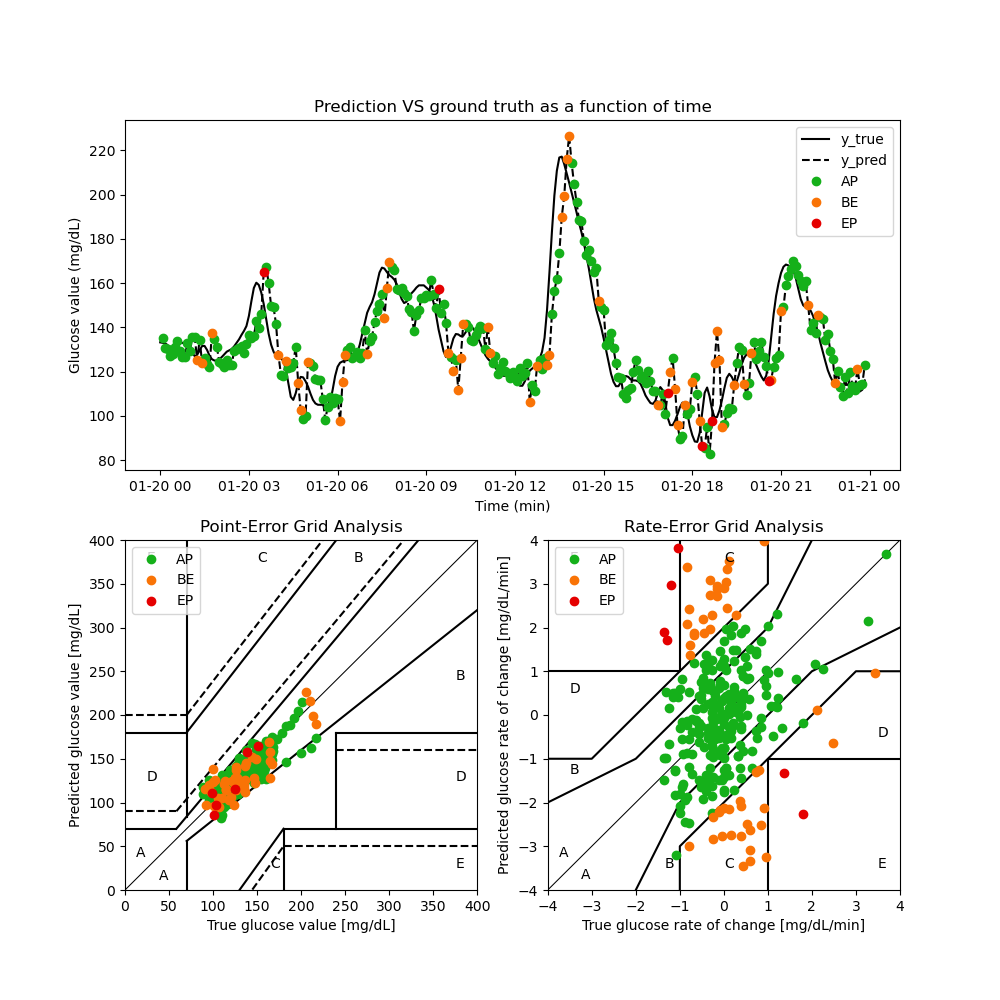 Prediction VS ground truth as a function of time
Glucose value (mg/dL)
220
200
180
160
140
120
100
80
y_true
y_pred
AP
BE
EP
01-20 00 01-20 03 01-20 06 01-20 09 01-20 12 01-20 15 01-20 18 01-20 21 01-21 00
Time (min)
Point-Error Grid Analysis
Predicted glucose value [mg/dL]
400
350
300
250
200
150
100
50
0
AP
BE
EP
C
B
B
D
D
A
A
C
E
0 50 100 150 200 250 300 350 400
True glucose value [mg/dL]
Rate-Error Grid Analysis
Predicted glucose rate of change [mg/dL/min]
4
3
2
1
0
−1
−2
−3
−4
AP
BE
EP
C
D
D
B
A
A
B
C
E
−4 −3 −2 −1 0 1 2 3 4
True glucose rate of change [mg/dL/min]